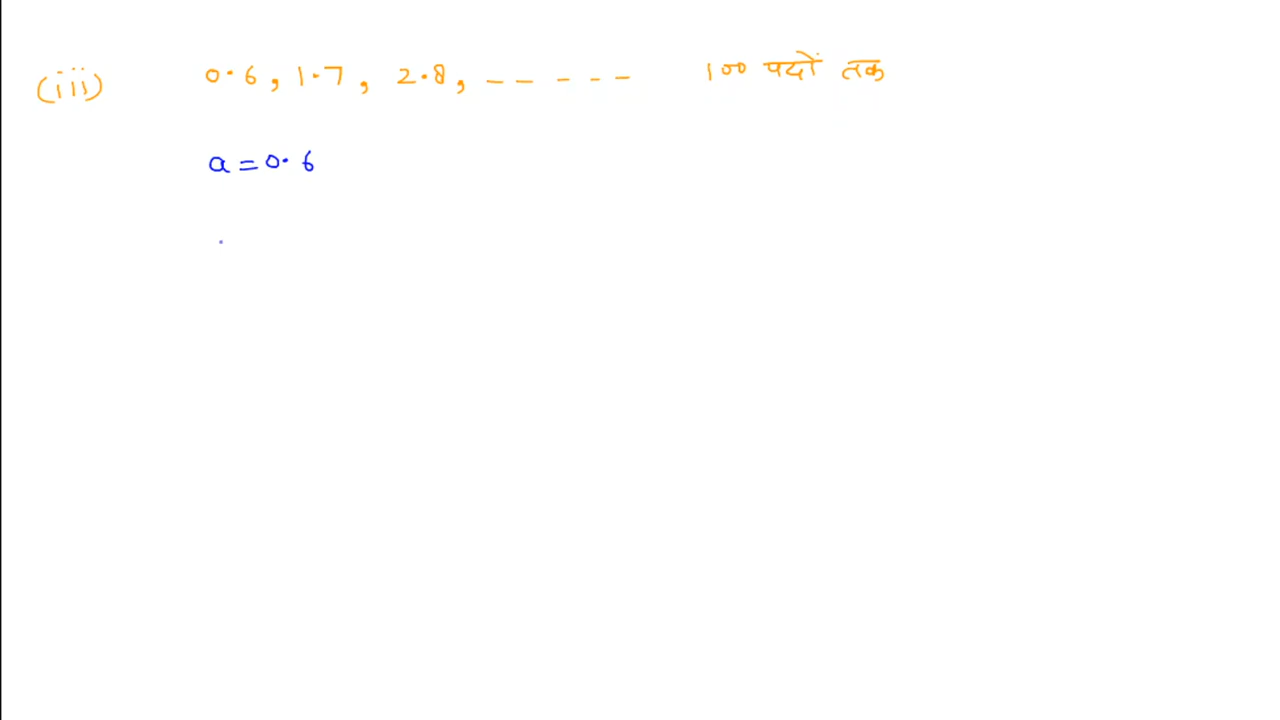 (iii) 0.6, 1.7, 2.8, ----- 100 पदों तक
a = 0.6